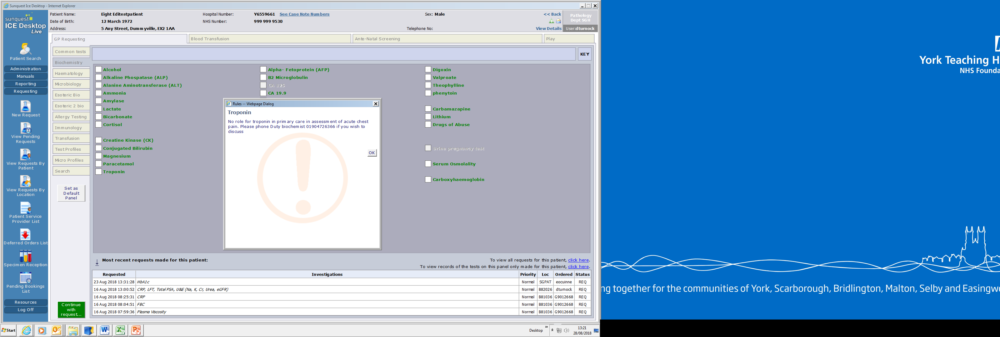 Sunquest Ice Desktop - Internet Explorer
sunquest
ICE Desktop
Live
Patient Name: Eight Editestpatient Hospital Number: Y6559661 See Case Note Numbers Sex: Male << Back
Date of Birth: 12 March 1972 NHS Number: 999 999 9530
Address: 5 Any Street, Dummyville, EX2 1AA Telephone No: View Details
Pathology
Dept SGH
User:dturnock
Patient Search
Administration
Manuals
Reporting
Requesting
New Request
View Pending
Requests
View Requests By
Patient
View Requests By
Location
Patient Service
Provider List
Deferred Orders List
Specimen Reception
Pending Bookings
List
Resources
Log Off
GP Requesting Blood Transfusion Ante-Natal Screening Play
Common tests
Biochemistry
Haematology
Microbiology
Esoteric Bio
Esoteric 2 bio
Allergy Testing
Immunology
Transfusion
Test Profiles
Micro Profiles
Search
Set as
Default
Panel
Continue
with
request...
KEY
Alcohol
Alkaline Phospatase (ALP)
Alanine Aminotransferase (ALT)
Ammonia
Amylase
Lactate
Bicarbonate
Cortisol
Creatine Kinase (CK)
Conjugated Bilirubin
Magnesium
Paracetamol
Troponin
Alpha- Fetoprotein (AFP)
B2 Microglobulin
CA 125
CA 19.9
Digoxin
Valproate
Theophylline
phenytoin
Carbamazapine
Lithium
Drugs of Abuse
Urine pregnancy test
Serum Osmolality
Carboxyhaemoglobin
Rules -- Webpage Dialog
Troponin
No role for troponin in primary care in assessment of acute chest
pain. Please phone Duty biochemist 01904726366 if you wish to
discuss
OK
Most recent requests made for this patient:
To view all requests for this patient, click here.
To view records of the tests on this panel only made for this patient, click here.
Requested Investigations Priority Loc Ordered Status
23 Aug 2018 13:31:28 HbA1c Normal SGPAT eocuinne REQ
16 Aug 2018 13:00:52 CRP, LFT, Total PSA, U&E (Na, K, Cr, Urea, eGFR) Normal B82026 dturnock REQ
16 Aug 2018 08:25:31 CRP Normal B81036 G9012668 REQ
16 Aug 2018 08:04:51 FBC Normal B81036 G9012668 REQ
16 Aug 2018 07:59:36 Plasma Viscosity Normal B81036 G9012668 REQ
Start
Desktop
13:21
28/08/2018
York Teaching H
NHS Founda
ng together for the communities of York, Scarborough, Bridlington, Malton, Selby and Easingw